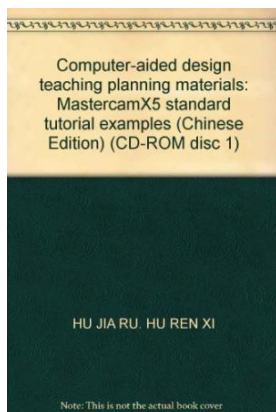 Computer-aided design
teaching planning materials:
MastercamX5 standard
tutorial examples (Chinese
Edition) (CD-ROM disc 1)
HU JIA RU. HU REN XI
Note: This is not the actual book cover